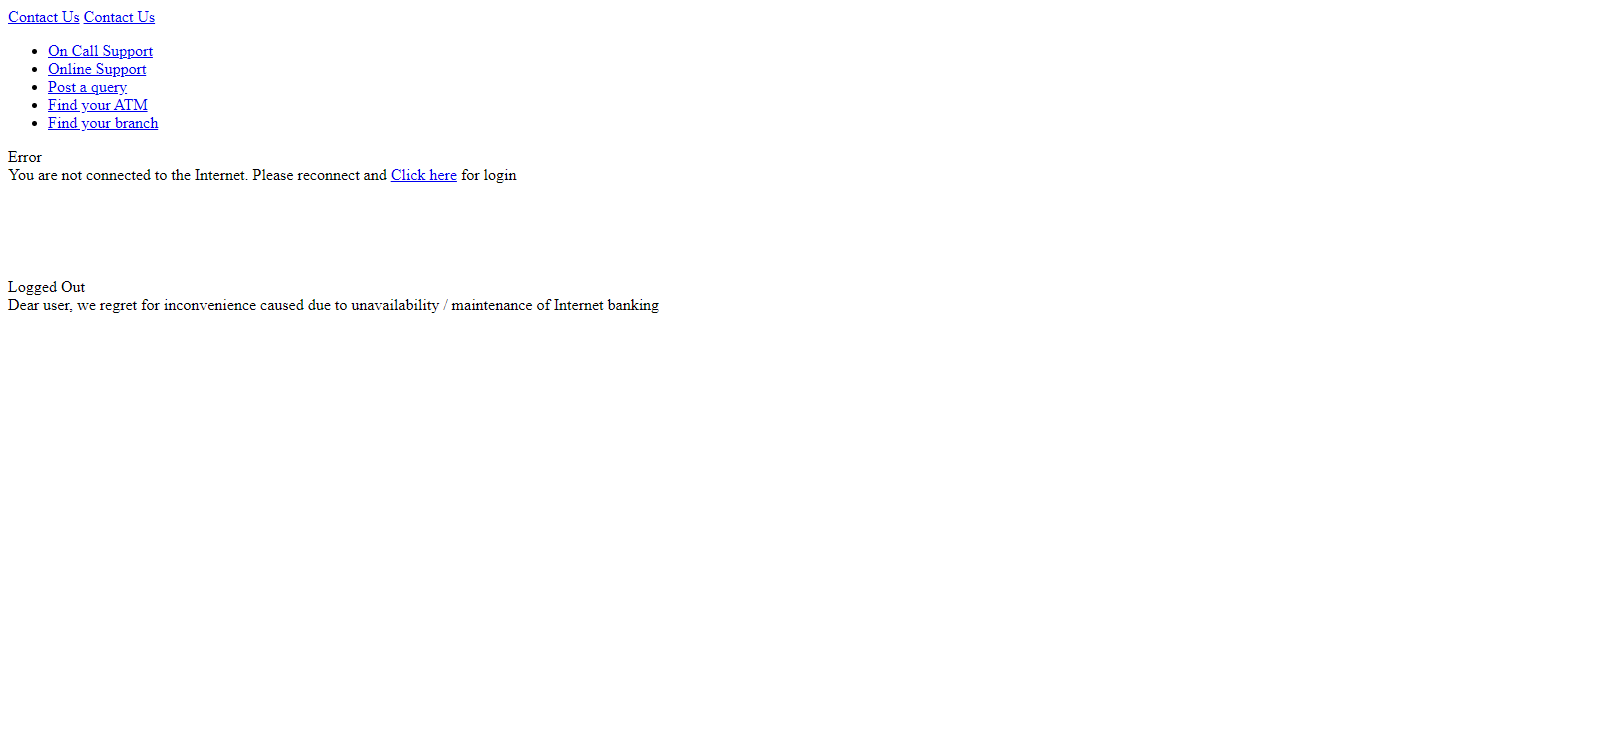 Contact Us Contact Us
On Call Support
Online Support
Post a query
Find your ATM
Find your branch
Error
You are not connected to the Internet. Please reconnect and Click here for login
Logged Out
Dear user, we regret for inconvenience caused due to unavailability / maintenance of Internet banking